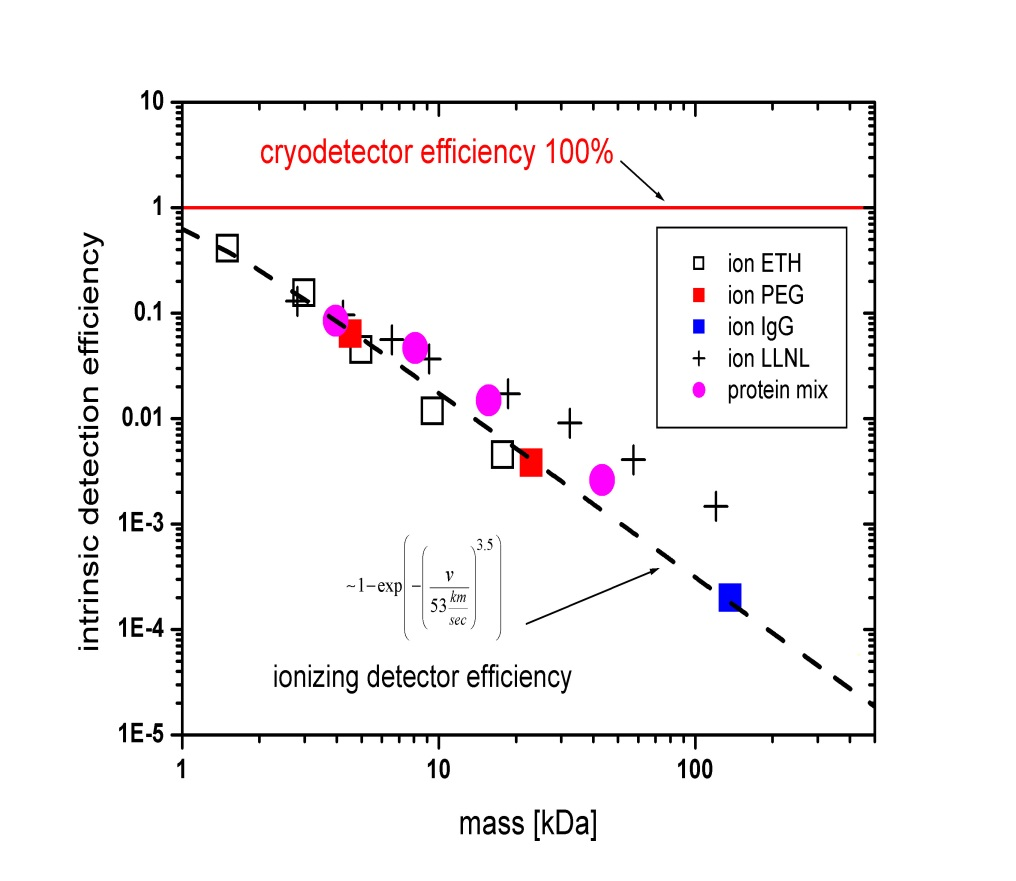 10
cryodetector efficiency 100%
1
0.1
0.01
1E-3
1E-4
1E-5
intrinsic detection efficiency
ion ETH
ion PEG
ion IgG
ion LLNL
protein mix
~1−exp(−(v / 53 km/sec)^3.5)
ionizing detector efficiency
1 10 100
mass [kDa]